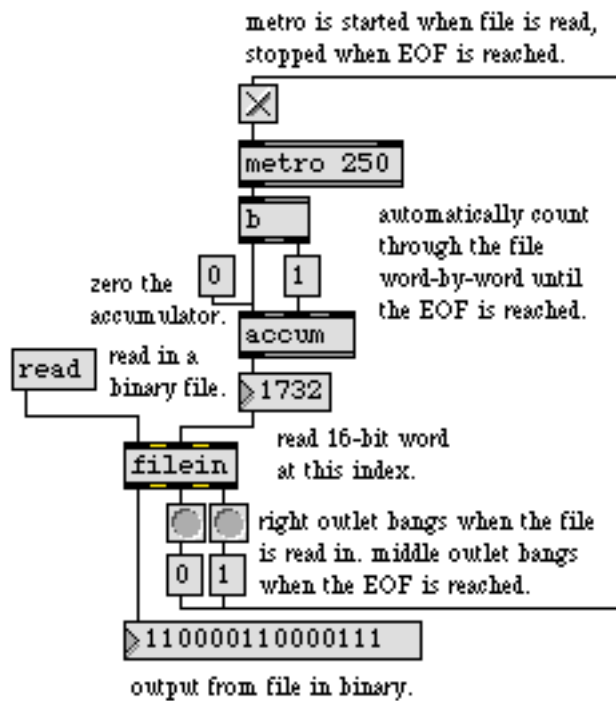 metro is started when file is read,
stopped when EOF is reached.
metro 250
b
automatically count
through the file
word-by-word until
the EOF is reached.
0
1
zero the
accumulator.
accum
read
read in a
binary file.
1732
read 16-bit word
at this index.
filein
right outlet bangs when the file
is read in. middle outlet bangs
when the EOF is reached.
0
1
110000110000111
output from file in binary.